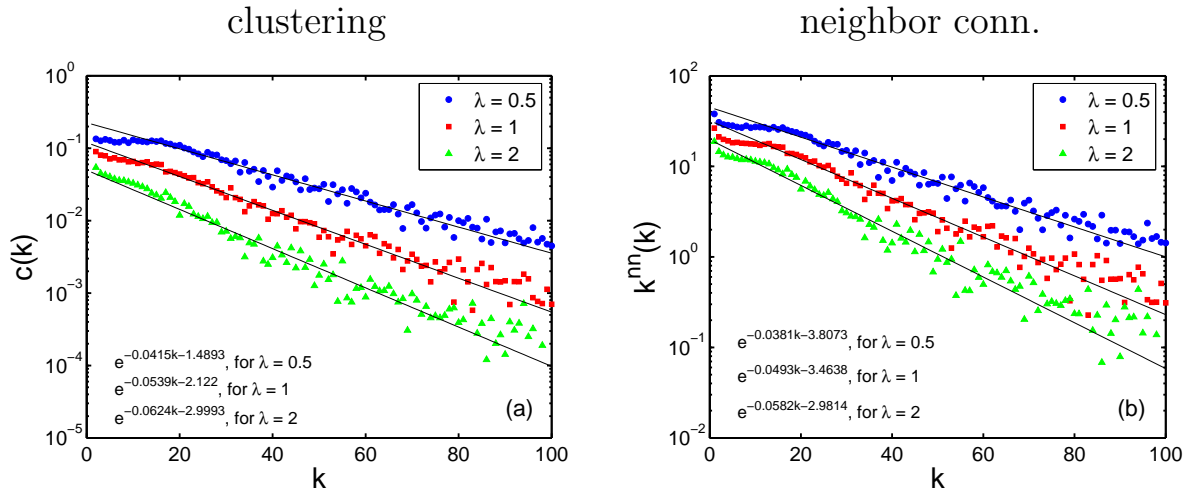 clustering
neighbor conn.
10^0
10^-1
10^-2
10^-3
10^-4
10^-5
c(k)
0 20 40 60 80 100
k
λ = 0.5
λ = 1
λ = 2
e^-0.0415k-1.4893, for λ = 0.5
e^-0.0539k-2.122, for λ = 1
e^-0.0624k-2.9993, for λ = 2
(a)
10^2
10^1
10^0
10^-1
10^-2
k^nn(k)
0 20 40 60 80 100
k
λ = 0.5
λ = 1
λ = 2
e^-0.0381k-3.8073, for λ = 0.5
e^-0.0493k-3.4638, for λ = 1
e^-0.0582k-2.9814, for λ = 2
(b)